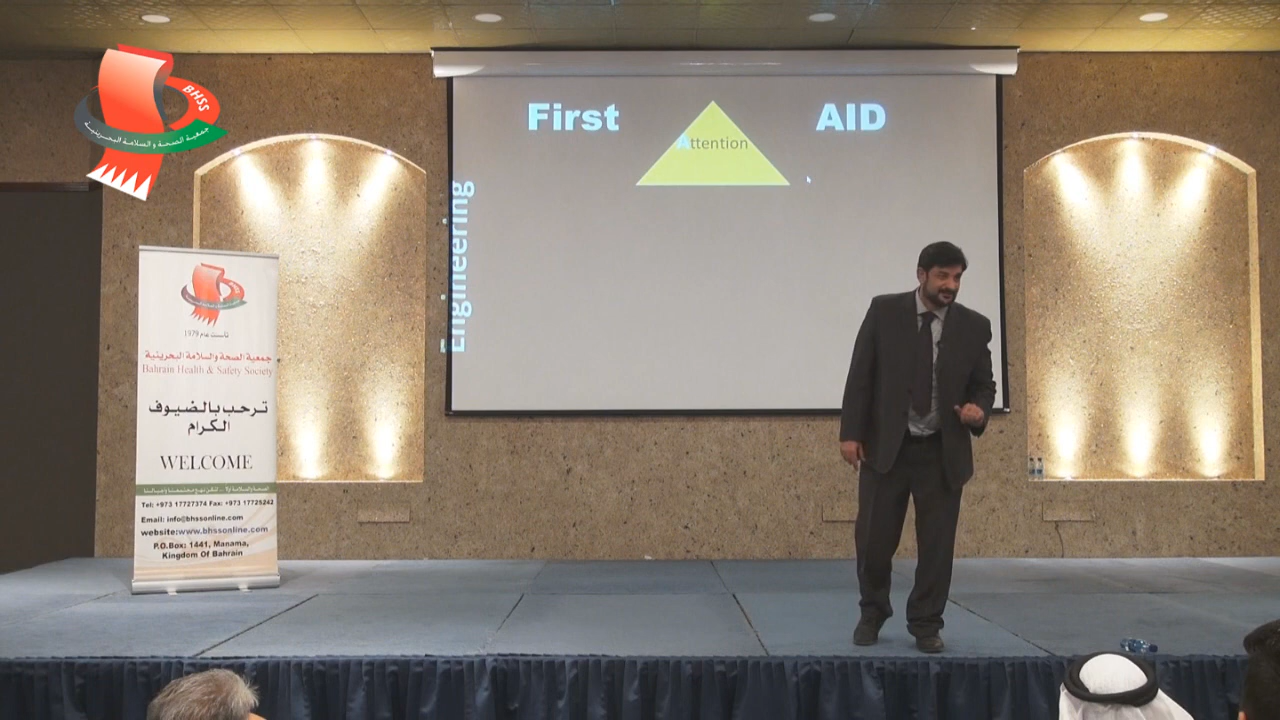 BHSS
جمعية الصحة والسلامة البحرينية
First
AID
Attention
Engineering
تأسست عام 1979
جمعية الصحة والسلامة البحرينية
Bahrain Health & Safety Society
ترحب بالضيوف
الكرام
WELCOME
Tel: +973 17727374 Fax: +973 17725242
Email: info@bhssonline.com
website:www.bhssonline.com
P.O.Box: 1441, Manama,
Kingdom Of Bahrain